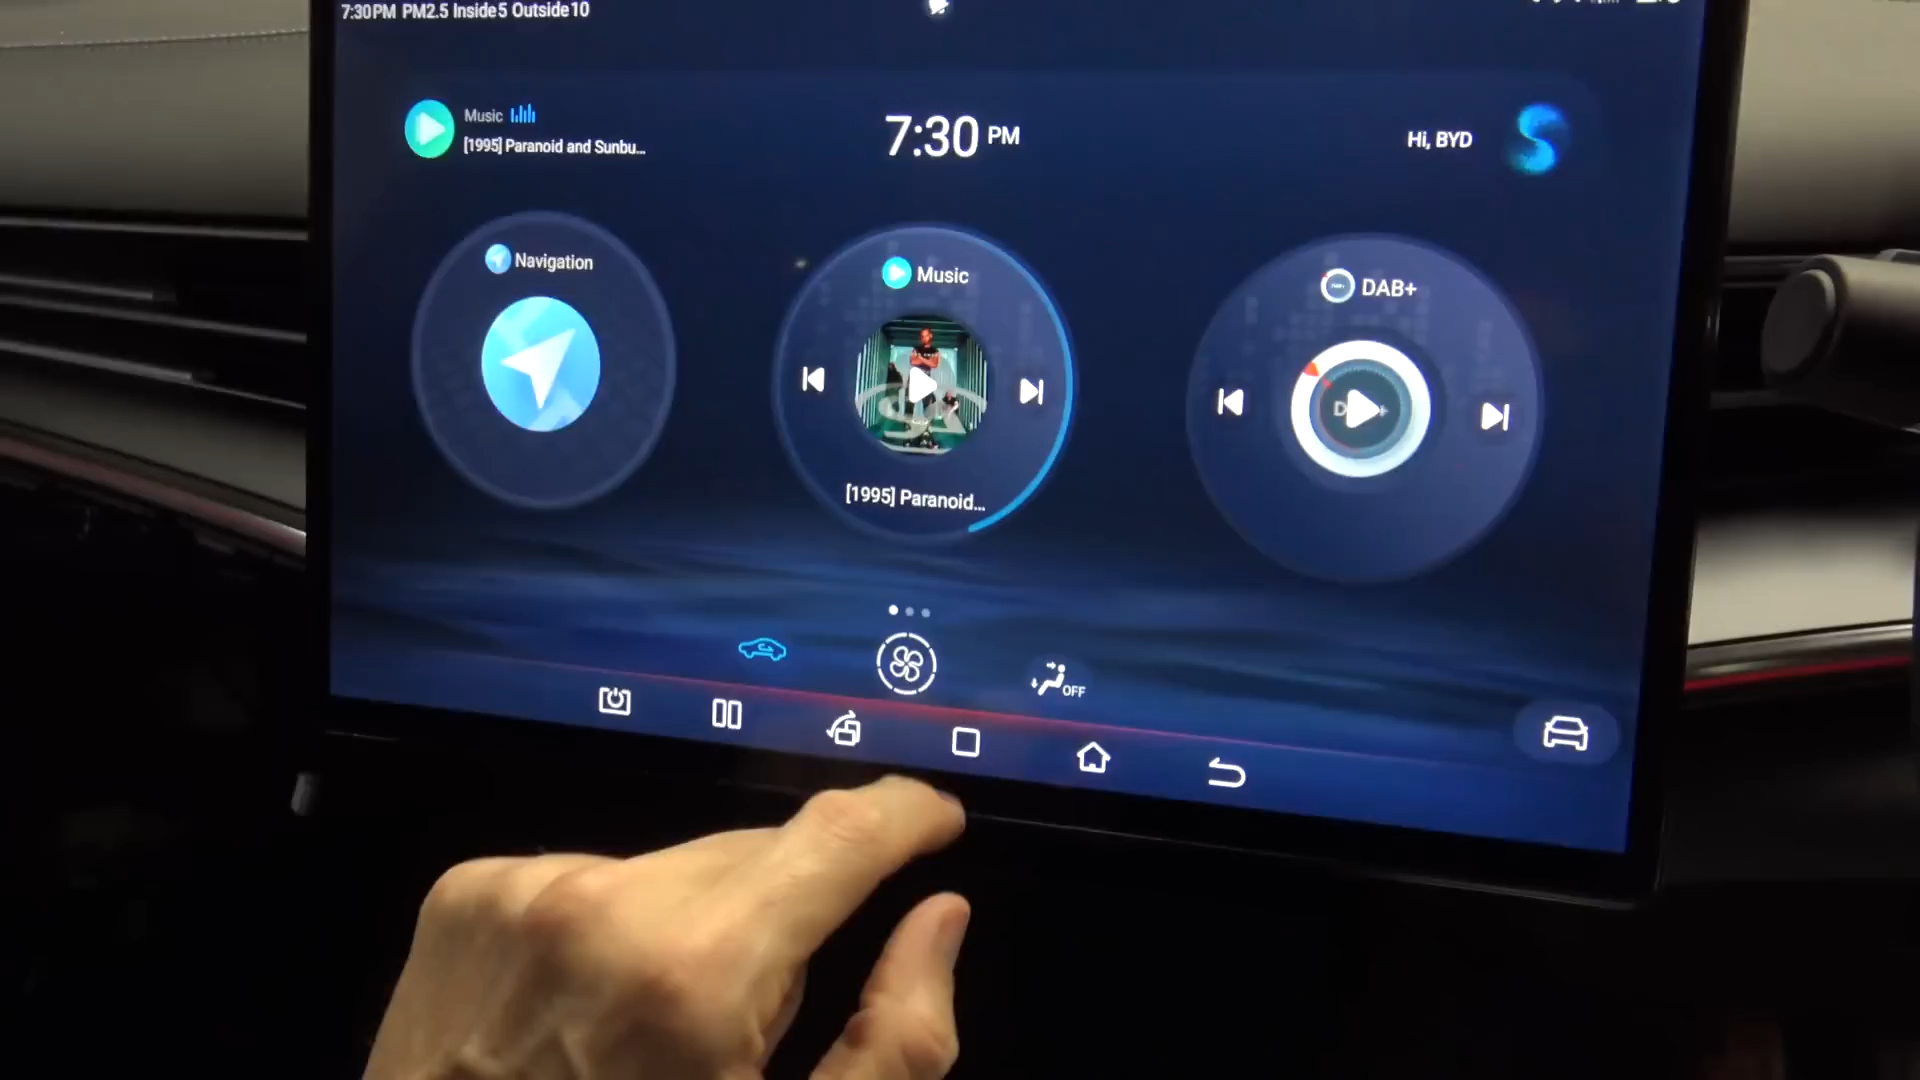 7:30PM PM2.5 Inside5 Outside10
Music
[1995] Paranoid and Sunbu...
7:30 PM
Hi, BYD
Navigation
Music
[1995] Paranoid...
DAB+
OFF